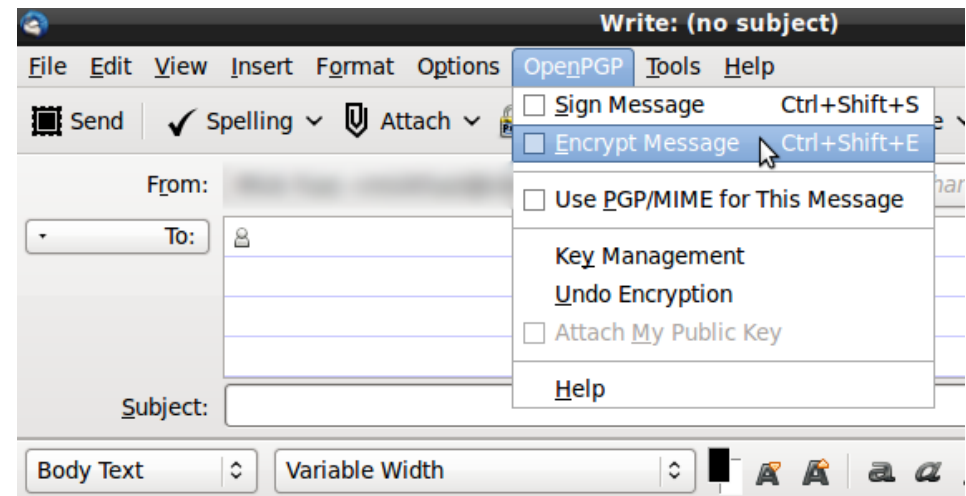 Write: (no subject)
File Edit View Insert Format Options OpenPGP Tools Help
Send Spelling Attach
Sign Message Ctrl+Shift+S
Encrypt Message Ctrl+Shift+E
From:
Use PGP/MIME for This Message
To:
Key Management
Undo Encryption
Attach My Public Key
Help
Subject:
Body Text Variable Width